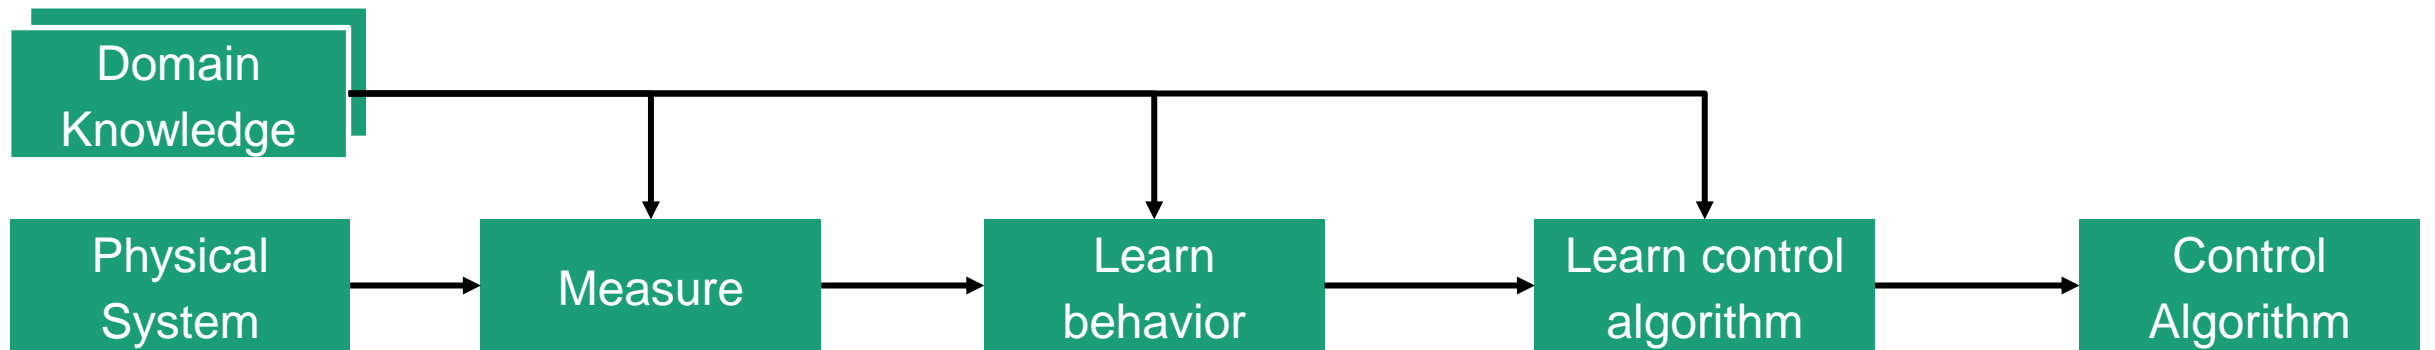 Domain
Knowledge
Physical
System
Measure
Learn
behavior
Learn control
algorithm
Control
Algorithm